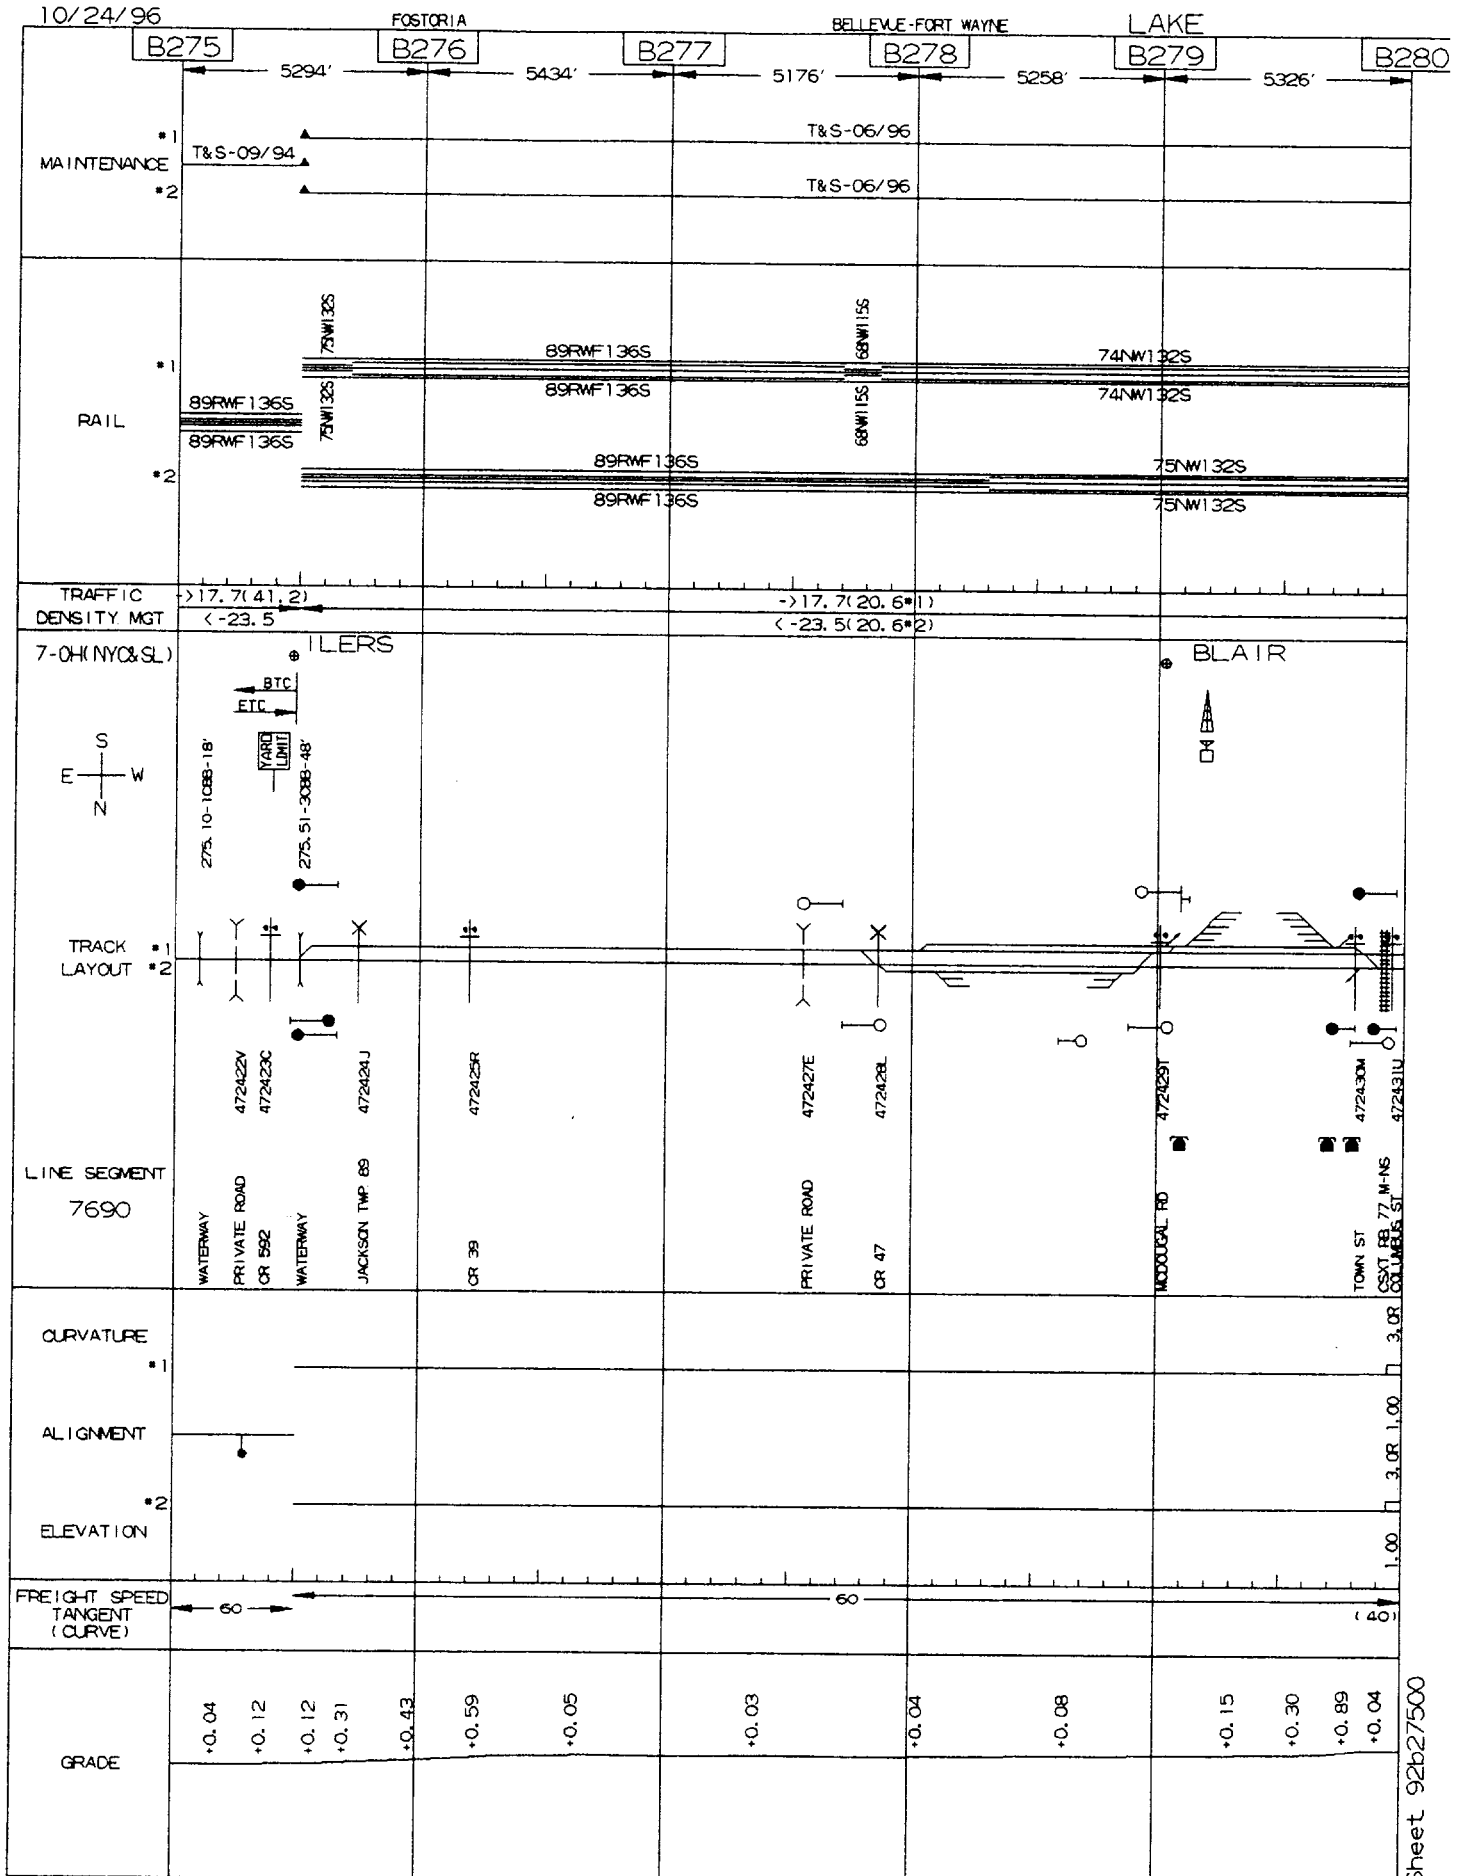 10/24/96
FOSTORIA
BELLEVUE-FORT WAYNE
LAKE
B275
B276
B277
B278
B279
B280
5294'
5434'
5176'
5258'
5326'
MAINTENANCE
#1
T&S-06/96
T&S-09/94
#2
T&S-06/96
RAIL
#1
75NW132S
89RWF136S
68NW115S
74NW132S
75NW132S
89RWF136S
68NW115S
74NW132S
89RWF136S
89RWF136S
#2
89RWF136S
75NW132S
89RWF136S
75NW132S
TRAFFIC
DENSITY MGT
->17.7(41.2)
<-23.5
->17.7(20.6#1)
<-23.5(20.6#2)
7-OH(NYC&SL)
ILERS
BLAIR
BTC
ETC
YARD
LIMIT
S
E W
N
275.10-1OBB-18'
275.51-3OBB-48'
TRACK
LAYOUT
#1
#2
472422V
472423C
472424J
472425R
472427E
472428L
472429T
472430M
472431U
LINE SEGMENT
7690
WATERWAY
PRIVATE ROAD
CR 592
WATERWAY
JACKSON TWP 89
CR 39
PRIVATE ROAD
CR 47
MCDOUGAL RD
TOWN ST
CSXT RB 77 M-NS
COLUMBUS ST
CURVATURE
#1
3.0R
1.00
ALIGNMENT
#2
3.0R
1.00
ELEVATION
FREIGHT SPEED
TANGENT
(CURVE)
60
60
(40)
GRADE
+0.04
+0.12
+0.12
+0.31
+0.43
+0.59
+0.05
+0.03
+0.04
+0.08
+0.15
+0.30
+0.89
+0.04
Sheet 92b27500